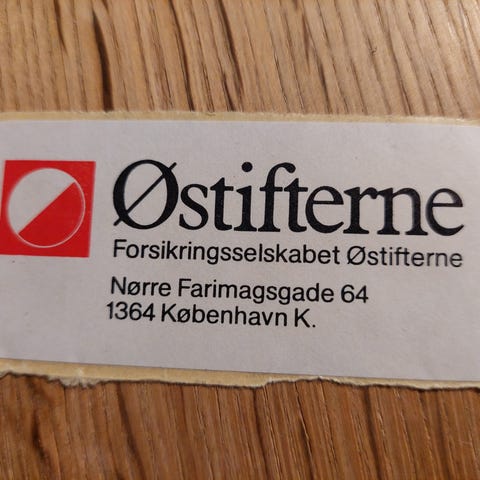 Østifterne
Forsikringsselskabet Østifterne
Nørre Farimagsgade 64
1364 København K.